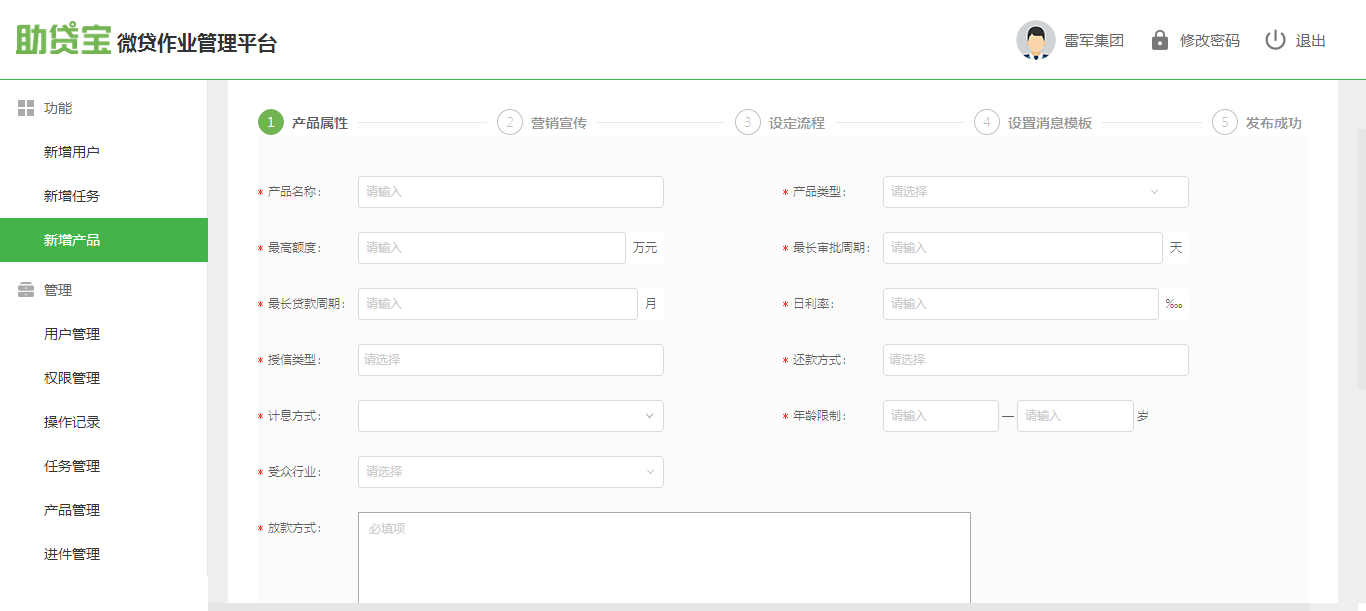 助贷宝 微贷作业管理平台
雷军集团 修改密码 退出
功能
新增用户
新增任务
新增产品
管理
用户管理
权限管理
操作记录
任务管理
产品管理
进件管理
1 产品属性 2 营销宣传 3 设定流程 4 设置消息模板 5 发布成功
* 产品名称: 请输入 * 产品类型: 请选择
* 最高额度: 请输入 万元 * 最长审批周期: 请输入 天
* 最长贷款周期: 请输入 月 * 日利率: 请输入 ‱
* 授信类型: 请选择 * 还款方式: 请选择
* 计息方式: * 年龄限制: 请输入 — 请输入 岁
* 受众行业: 请选择
* 放款方式: 必填项